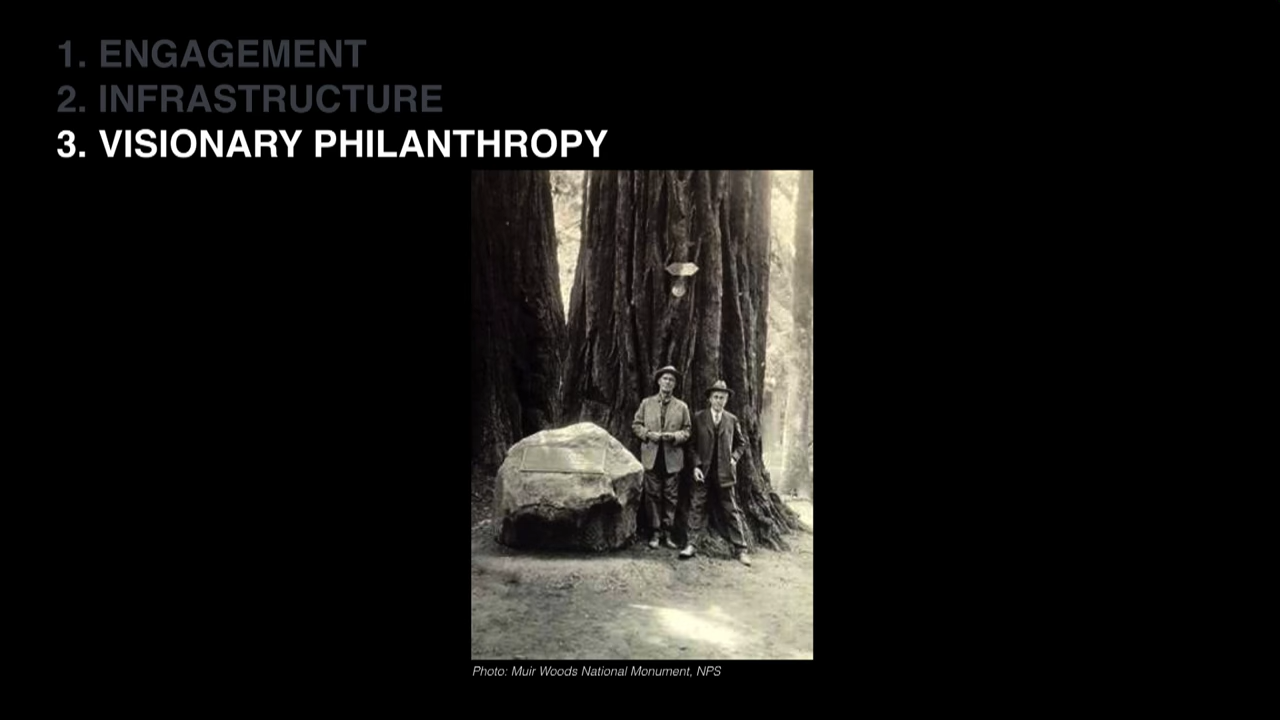 1. ENGAGEMENT
2. INFRASTRUCTURE
3. VISIONARY PHILANTHROPY
Photo: Muir Woods National Monument, NPS